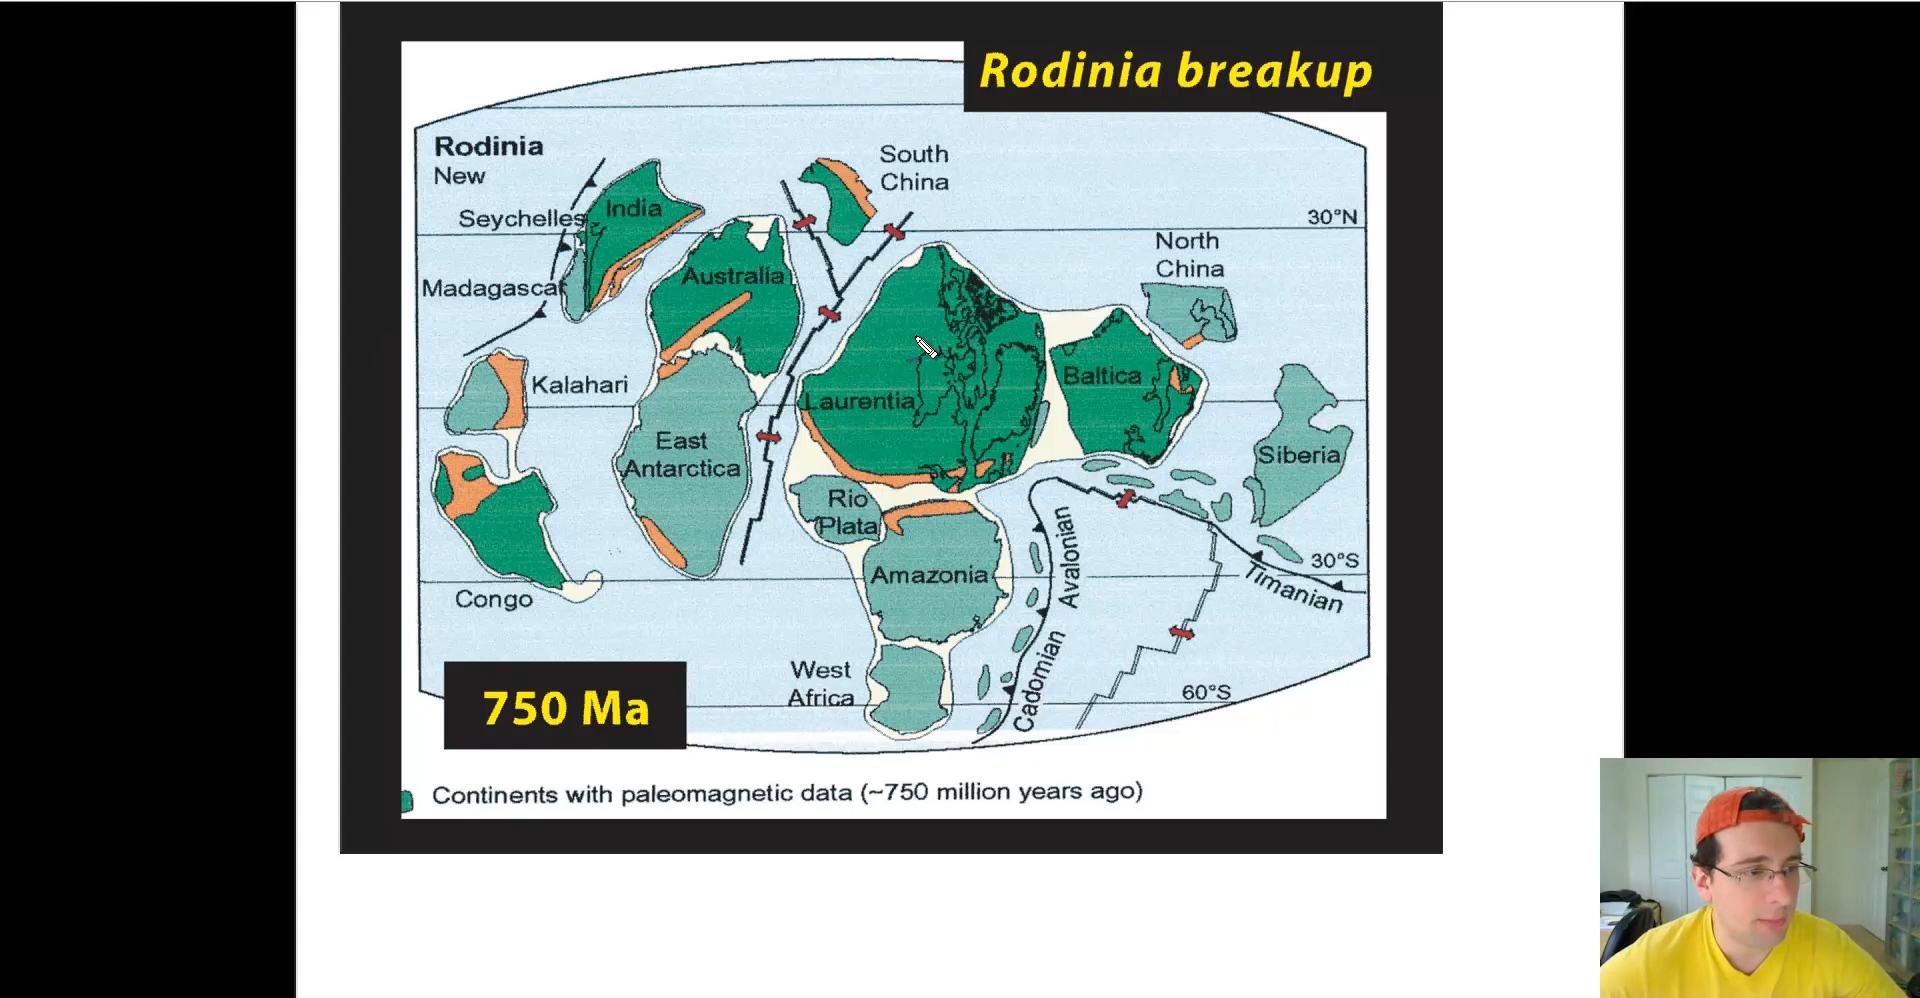 Rodinia breakup
Rodinia
New
South
China
Seychelles
India
30°N
North
China
Australia
Madagascar
Kalahari
Baltica
Laurentia
East
Antarctica
Siberia
Rio
Plata
Avalonian
30°S
Amazonia
Timanian
Congo
Cadomian
West
Africa
60°S
750 Ma
Continents with paleomagnetic data (~750 million years ago)